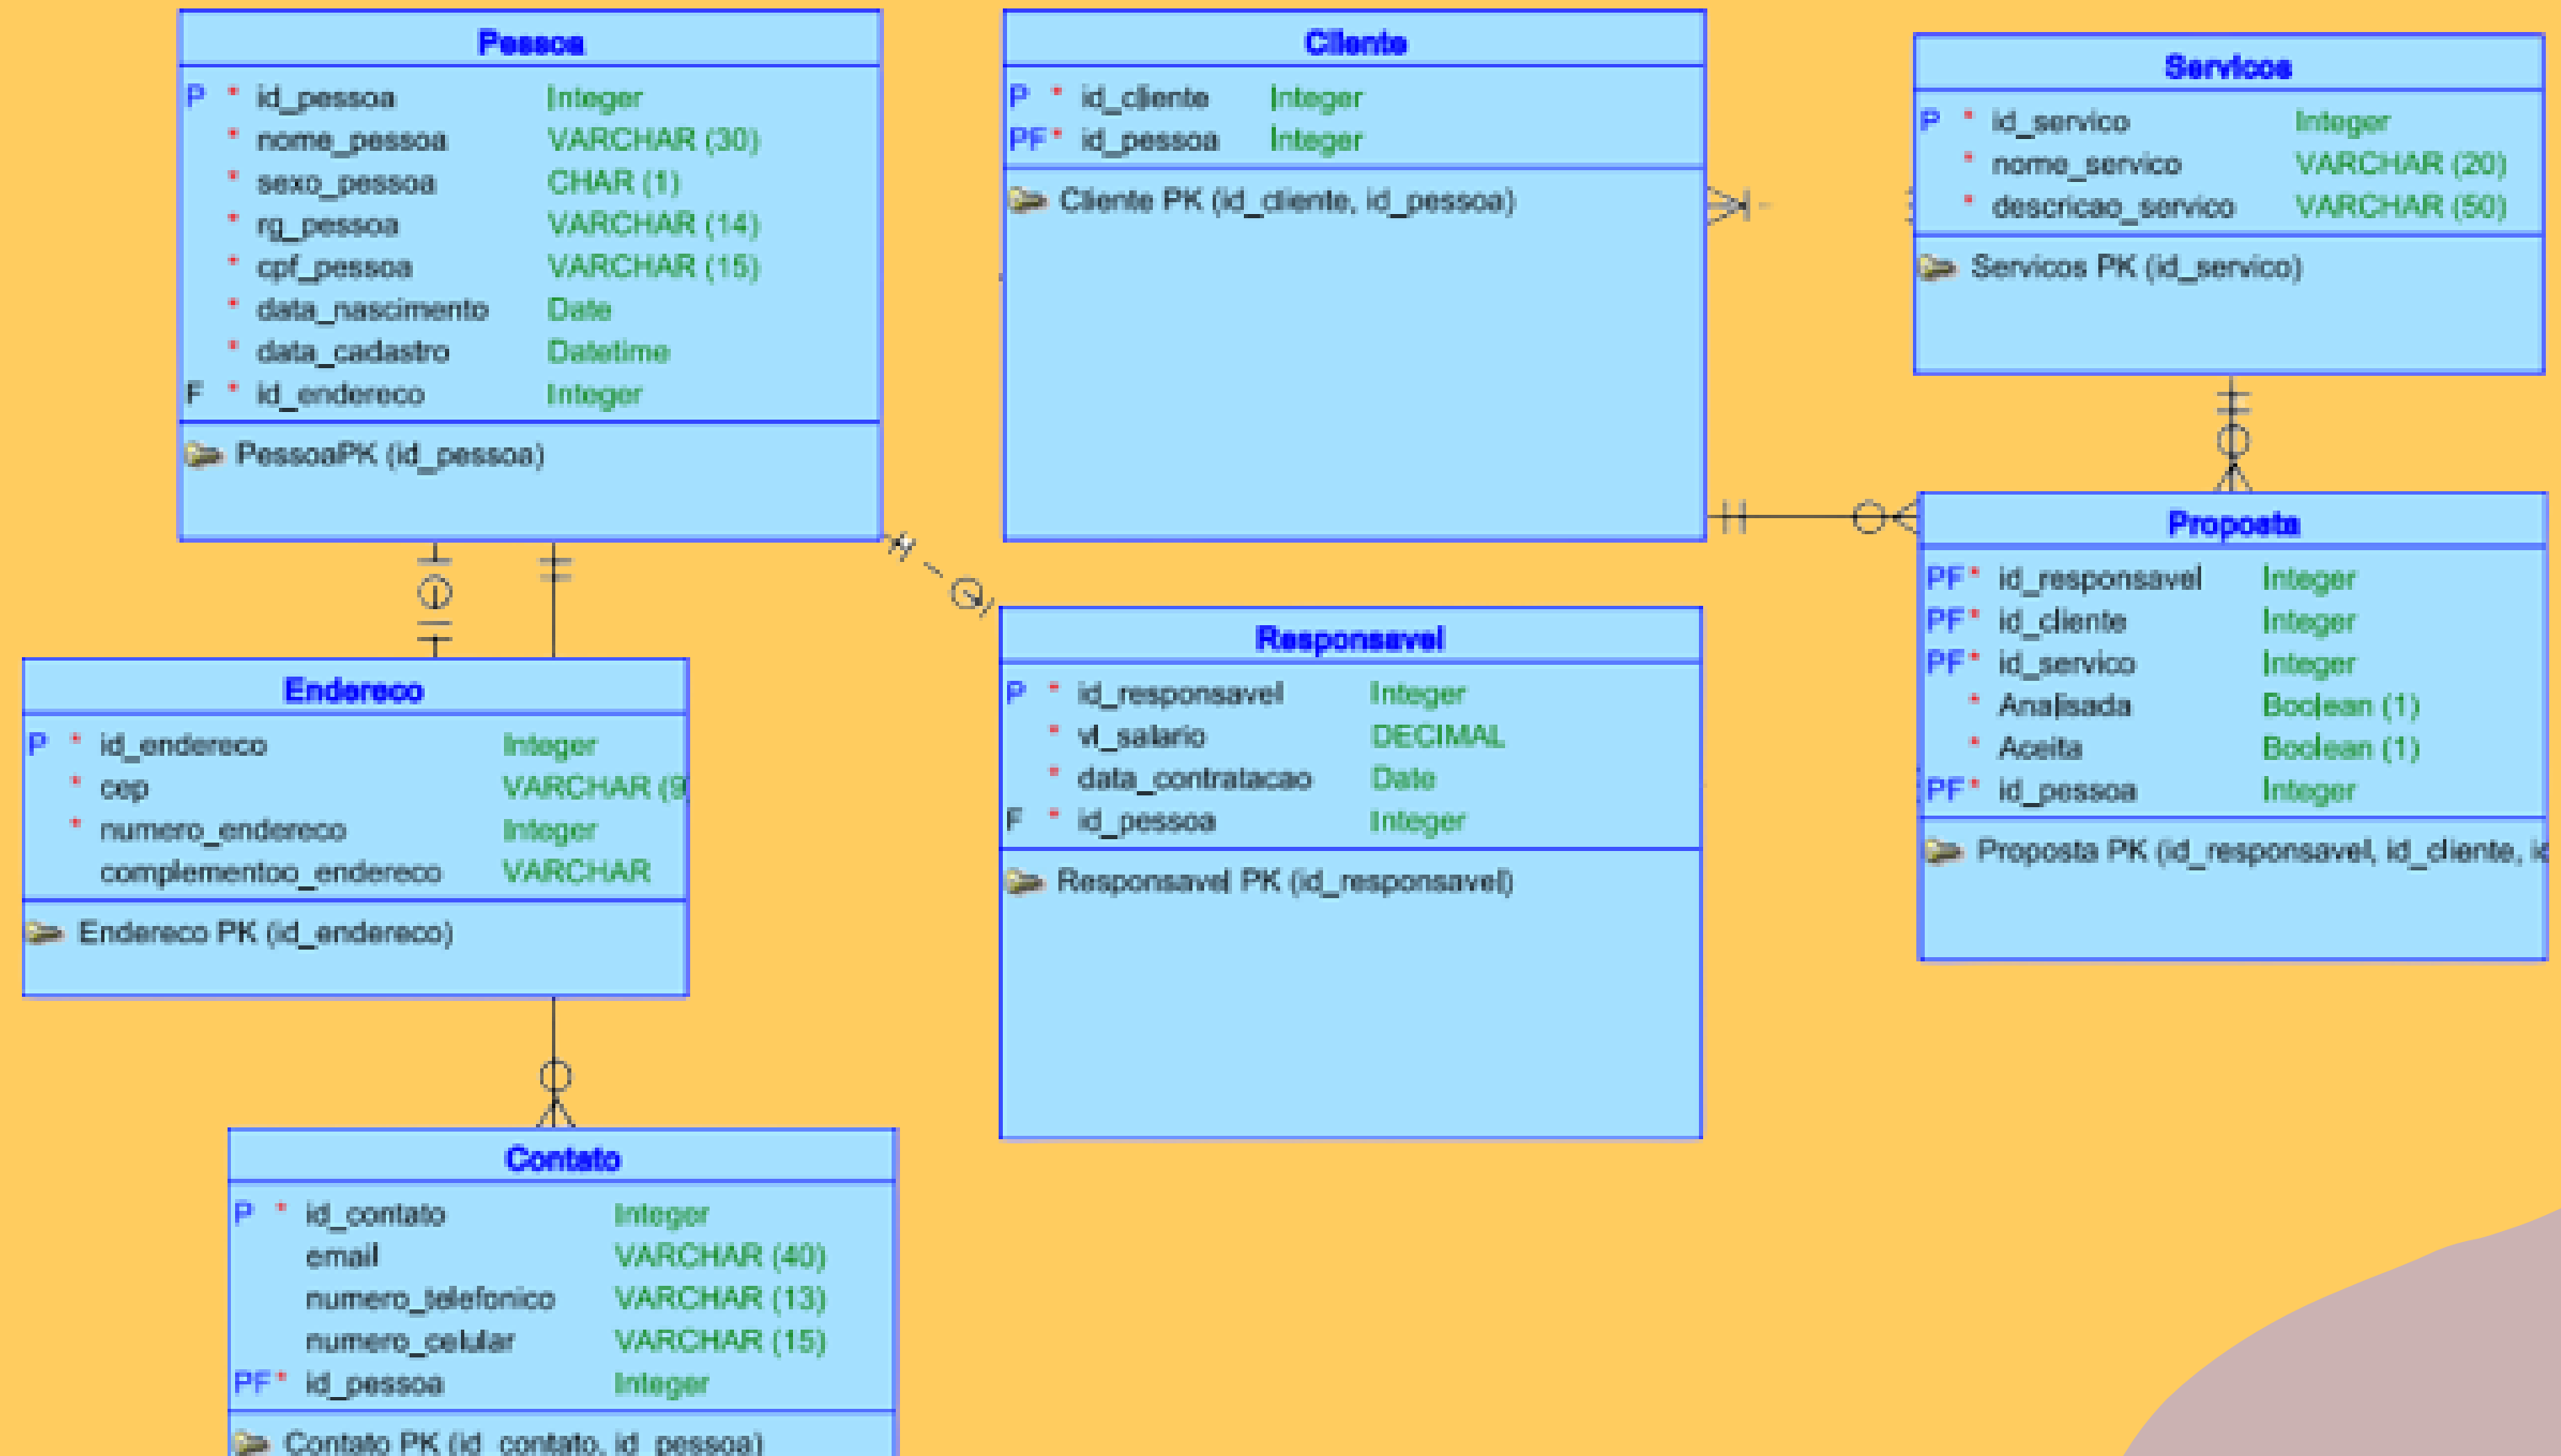 Pessoa
P * id_pessoa Integer
* nome_pessoa VARCHAR (30)
* sexo_pessoa CHAR (1)
* rg_pessoa VARCHAR (14)
* cpf_pessoa VARCHAR (15)
* data_nascimento Date
* data_cadastro Datetime
F * id_endereco Integer
PessoaPK (id_pessoa)
Cliente
P * id_cliente Integer
PF* id_pessoa Integer
Cliente PK (id_cliente, id_pessoa)
Servicos
P * id_servico Integer
* nome_servico VARCHAR (20)
* descricao_servico VARCHAR (50)
Servicos PK (id_servico)
Endereco
P * id_endereco Integer
* cep VARCHAR (9
* numero_endereco Integer
complementoo_endereco VARCHAR
Endereco PK (id_endereco)
Responsavel
P * id_responsavel Integer
* vl_salario DECIMAL
* data_contratacao Date
F * id_pessoa Integer
Responsavel PK (id_responsavel)
Proposta
PF* id_responsavel Integer
PF* id_cliente Integer
PF* id_servico Integer
* Analisada Boolean (1)
* Aceita Boolean (1)
PF* id_pessoa Integer
Proposta PK (id_responsavel, id_cliente,
Contato
P * id_contato Integer
email VARCHAR (40)
numero_telefonico VARCHAR (13)
numero_celular VARCHAR (15)
PF* id_pessoa Integer
Contato PK (id_contato, id_pessoa)